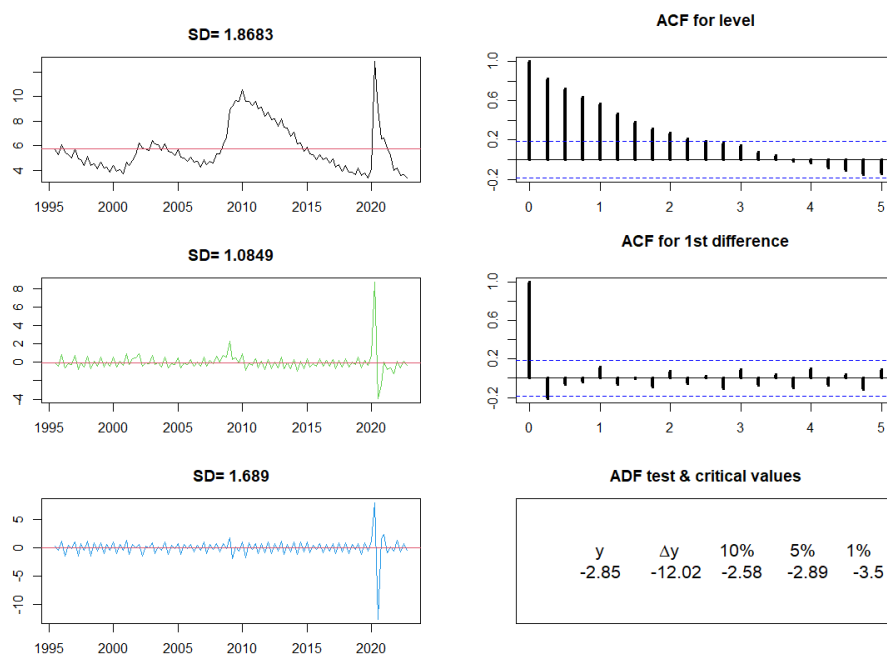 SD= 1.8683
4 6 8 10
1995 2000 2005 2010 2015 2020
ACF for level
-0.2 0.2 0.6 1.0
0 1 2 3 4 5
SD= 1.0849
-4 0 2 4 6 8
1995 2000 2005 2010 2015 2020
ACF for 1st difference
-0.2 0.2 0.6 1.0
0 1 2 3 4 5
SD= 1.689
-10 -5 0 5
1995 2000 2005 2010 2015 2020
ADF test & critical values
y Δy 10% 5% 1%
-2.85 -12.02 -2.58 -2.89 -3.5